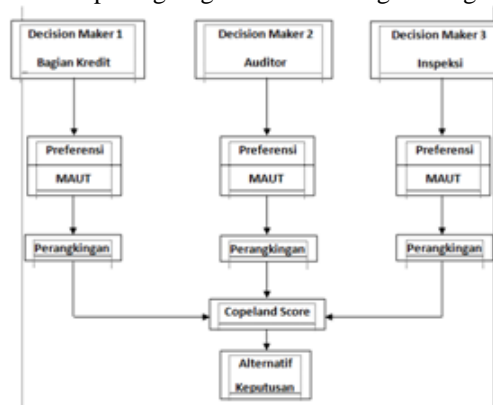 Decision Maker 1
Bagian Kredit
Decision Maker 2
Auditor
Decision Maker 3
Inspeksi
Preferensi
MAUT
Preferensi
MAUT
Preferensi
MAUT
Perangkingan
Perangkingan
Perangkingan
Copeland Score
Alternatif
Keputusan